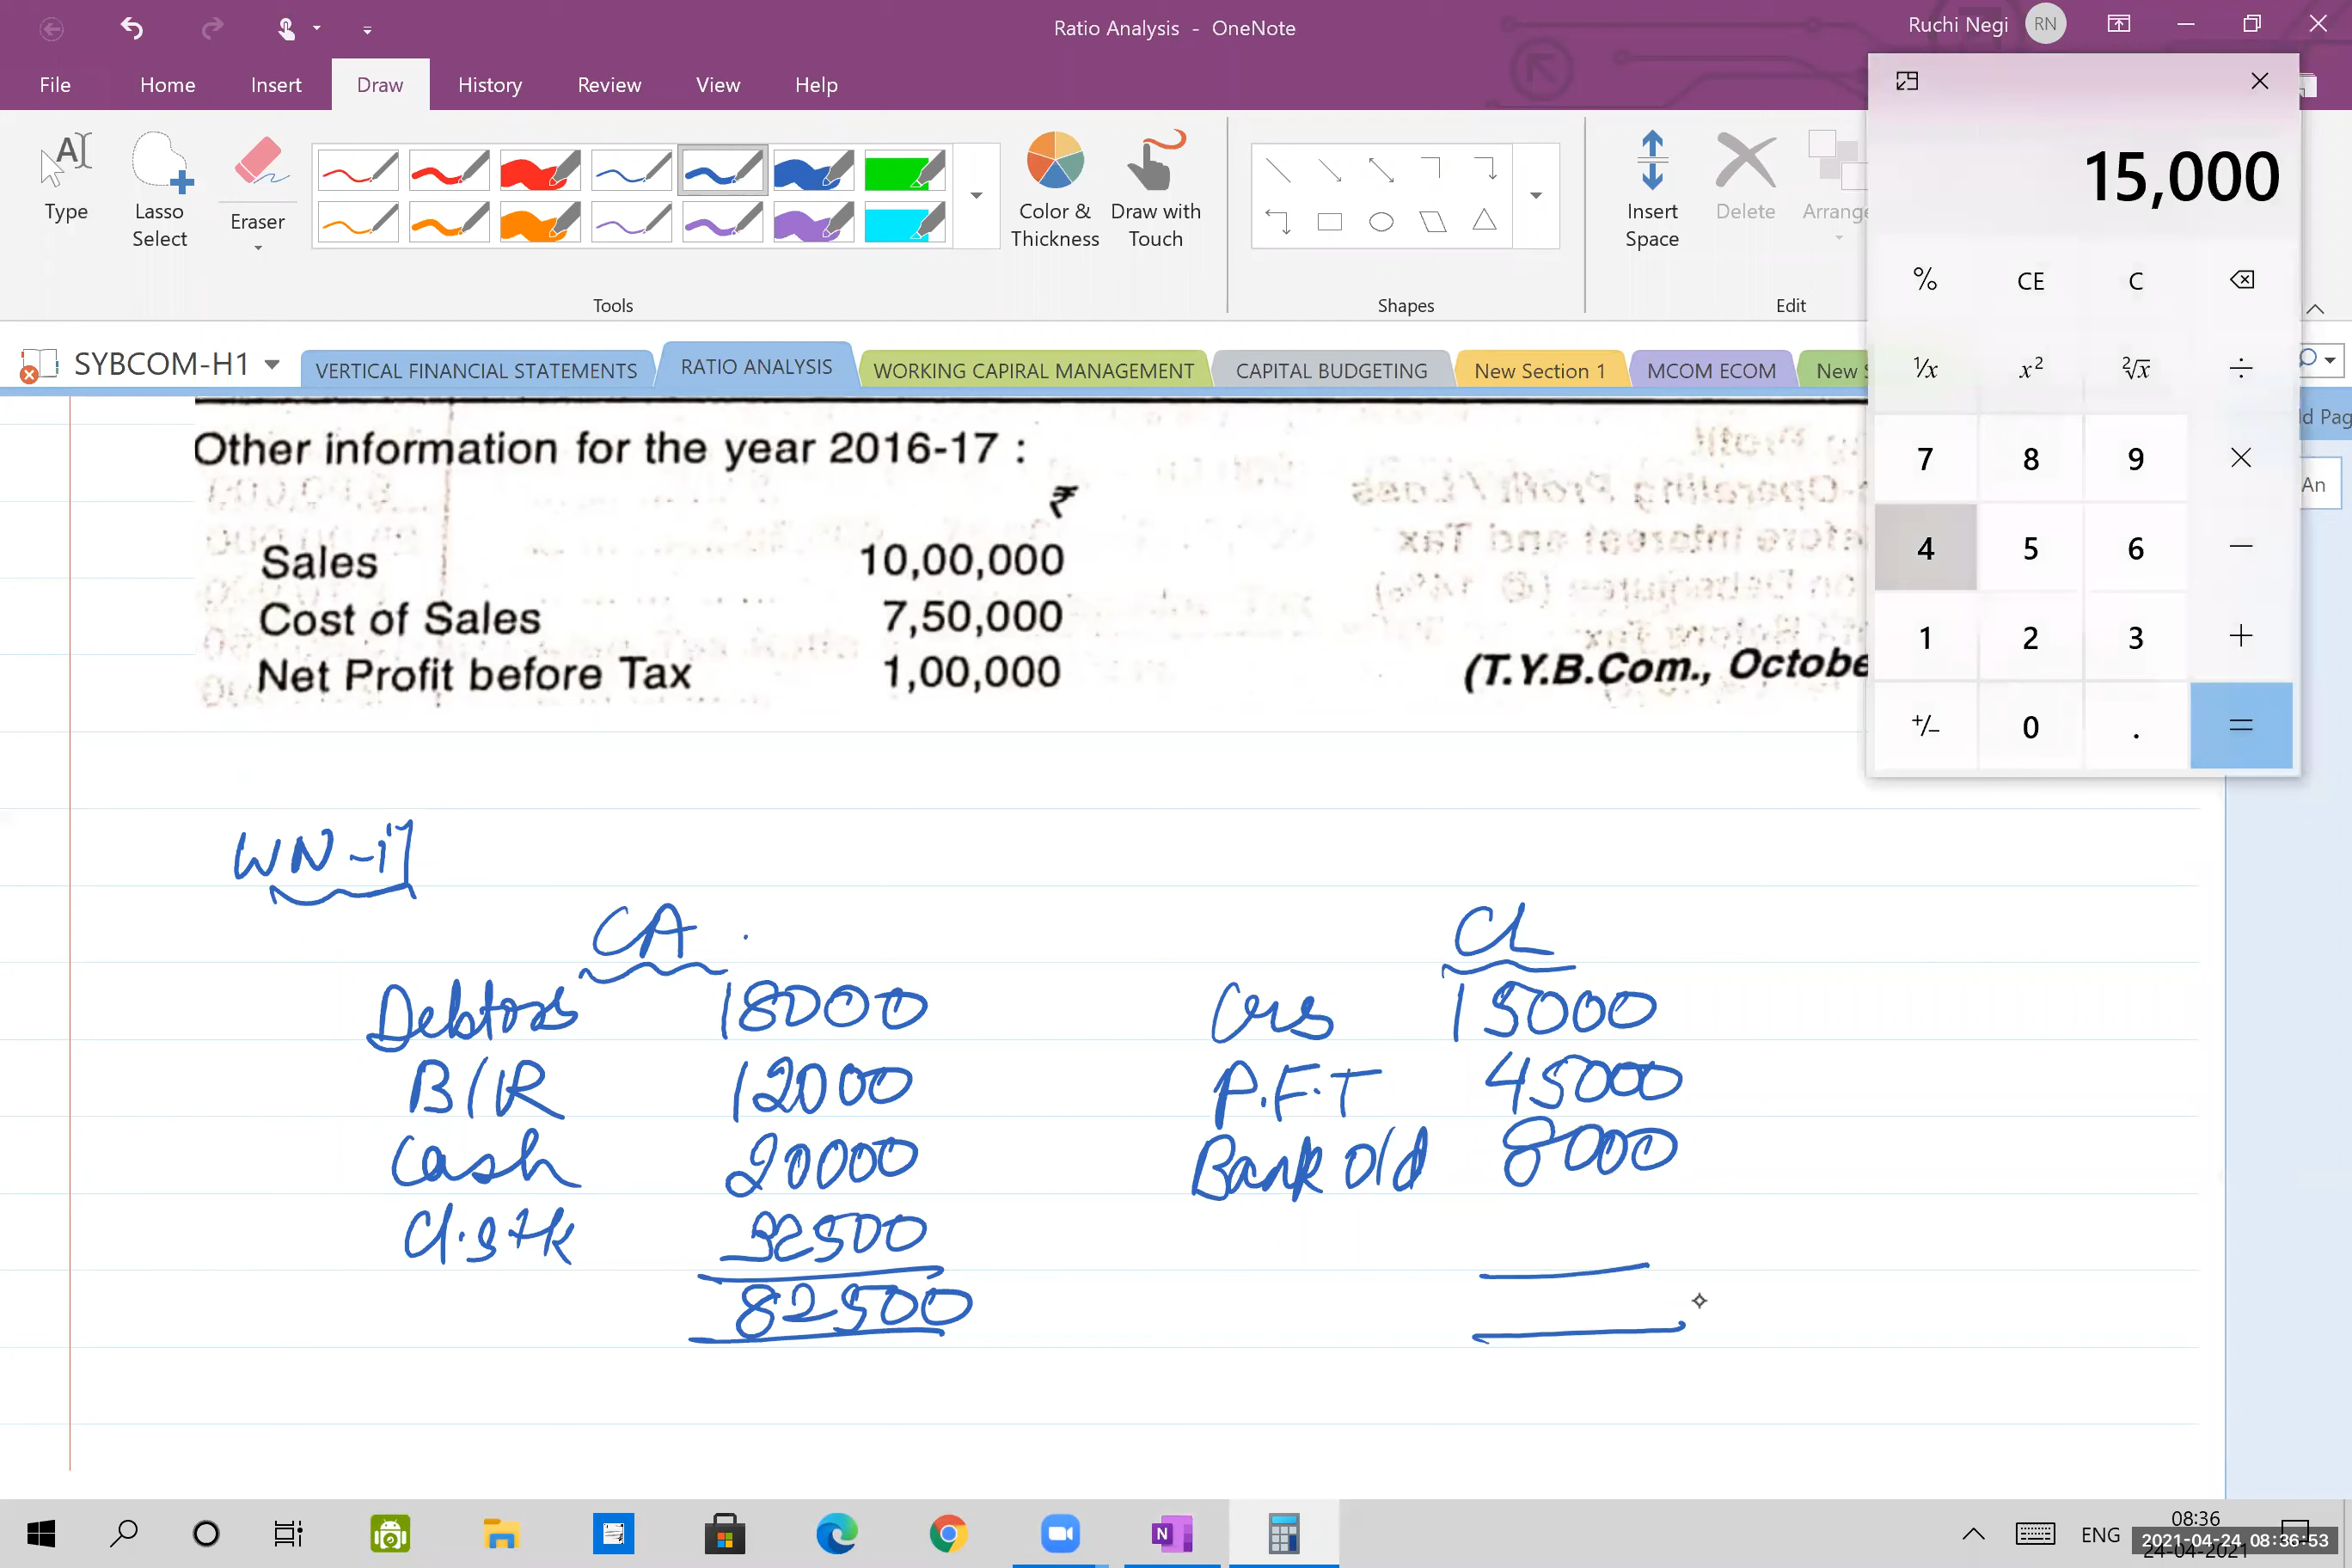 Ratio Analysis - OneNote
Ruchi Negi RN
File Home Insert Draw History Review View Help
Type
Lasso Select
Eraser
Color & Thickness
Draw with Touch
Insert Space
Delete
Arrange
Tools Shapes Edit
SYBCOM-H1 VERTICAL FINANCIAL STATEMENTS RATIO ANALYSIS WORKING CAPIRAL MANAGEMENT CAPITAL BUDGETING New Section 1 MCOM ECOM New
15,000
% CE C
¹/x x² ²√x ÷
7 8 9 ×
4 5 6 −
1 2 3 +
+/− 0 . =
Other information for the year 2016-17 :
₹
Sales 10,00,000
Cost of Sales 7,50,000
Net Profit before Tax 1,00,000
(T.Y.B.Com., Octobe
WN-i]
CA CL
Debtors 18000 Crs 15000
B/R 12000 P.F.T 45000
Cash 20000 Bank o/d 8000
Cl.stk 32500
82500
ENG
08:36
24-04-2021
2021-04-24 08:36:53